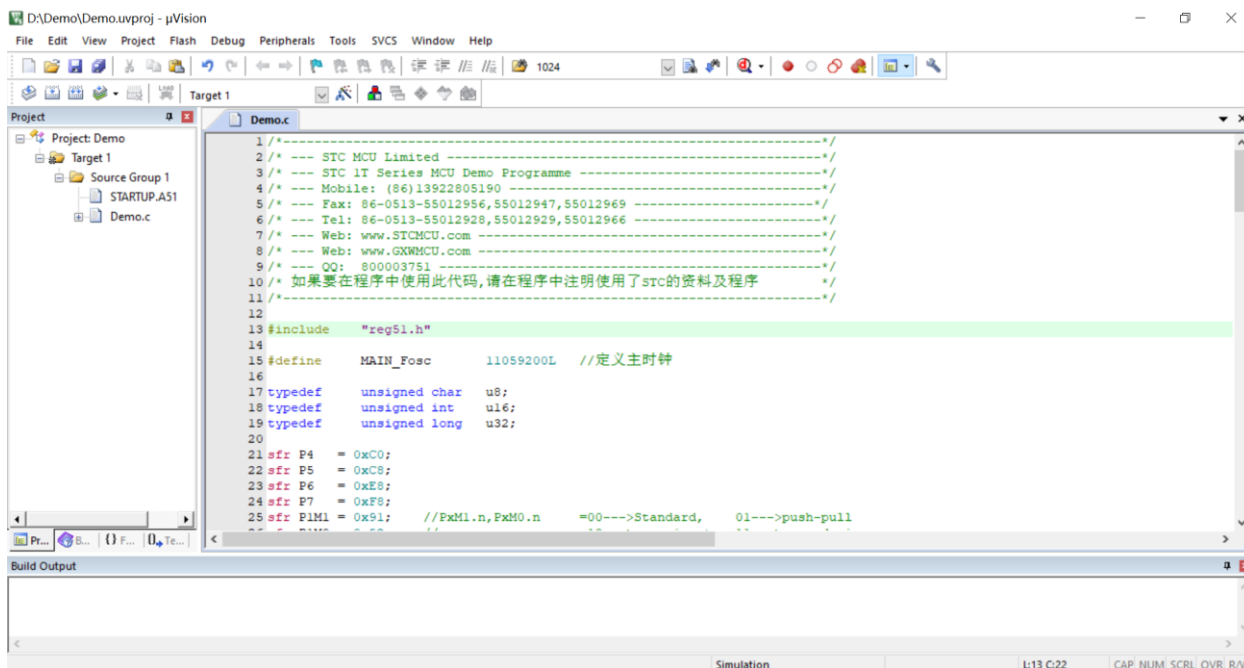 D:\Demo\Demo.uvproj - µVision
File Edit View Project Flash Debug Peripherals Tools SVCS Window Help
1024
LOAD Target 1
Project
Demo.c
Project: Demo
Target 1
Source Group 1
STARTUP.A51
Demo.c
1 /*---------------------------------------------------------------------*/
2 /* --- STC MCU Limited ------------------------------------------------*/
3 /* --- STC 1T Series MCU Demo Programme -------------------------------*/
4 /* --- Mobile: (86)13922805190 ----------------------------------------*/
5 /* --- Fax: 86-0513-55012956,55012947,55012969 -----------------------*/
6 /* --- Tel: 86-0513-55012928,55012929,55012966 ------------------------*/
7 /* --- Web: www.STCMCU.com --------------------------------------------*/
8 /* --- Web: www.GXWMCU.com --------------------------------------------*/
9 /* --- QQ:  800003751 -------------------------------------------------*/
10 /* 如果要在程序中使用此代码,请在程序中注明使用了STC的资料及程序        */
11 /*---------------------------------------------------------------------*/
12
13 #include    "reg51.h"
14
15 #define     MAIN_Fosc       11059200L   //定义主时钟
16
17 typedef     unsigned char   u8;
18 typedef     unsigned int    u16;
19 typedef     unsigned long   u32;
20
21 sfr P4   = 0xC0;
22 sfr P5   = 0xC8;
23 sfr P6   = 0xE8;
24 sfr P7   = 0xF8;
25 sfr P1M1 = 0x91;    //PxM1.n,PxM0.n     =00--->Standard,    01--->push-pull
Pr... B... {} F... Te...
Build Output
Simulation L:13 C:22 CAP NUM SCRL OVR R/